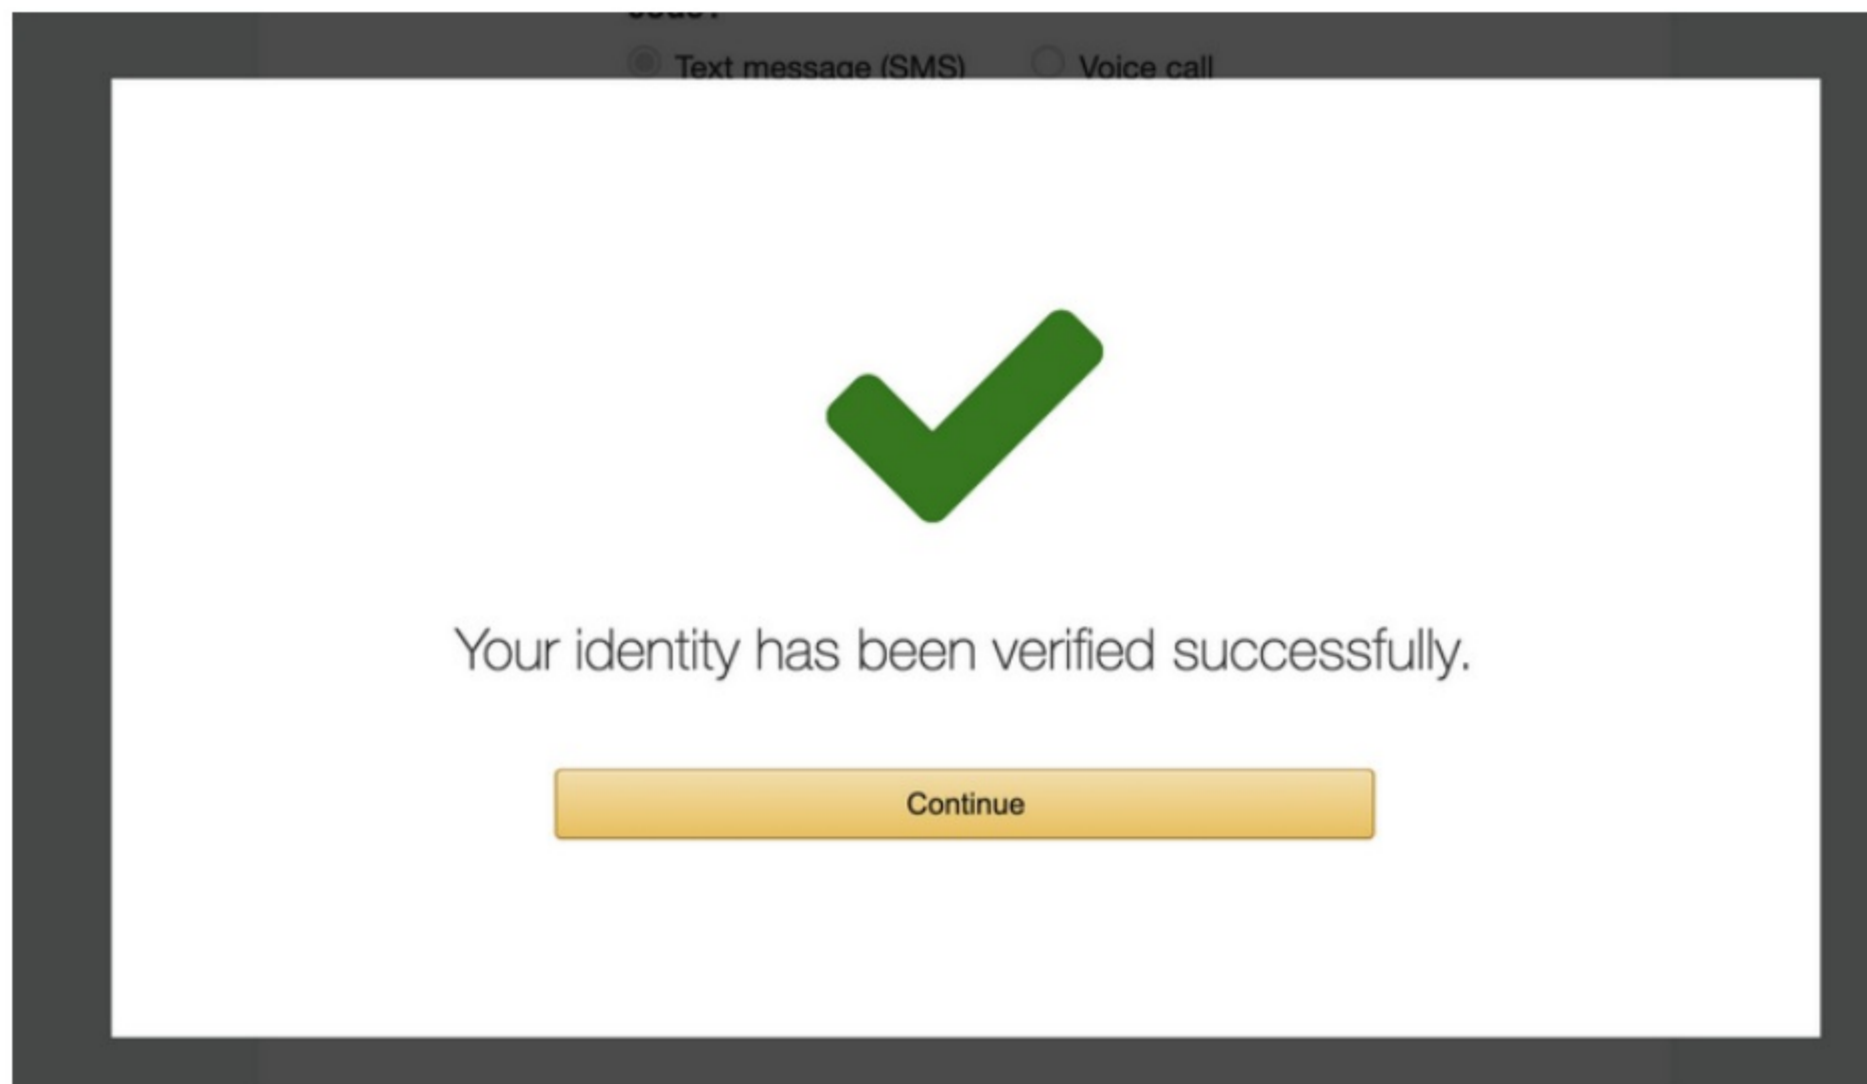 Text message (SMS) Voice call
Your identity has been verified successfully.
Continue